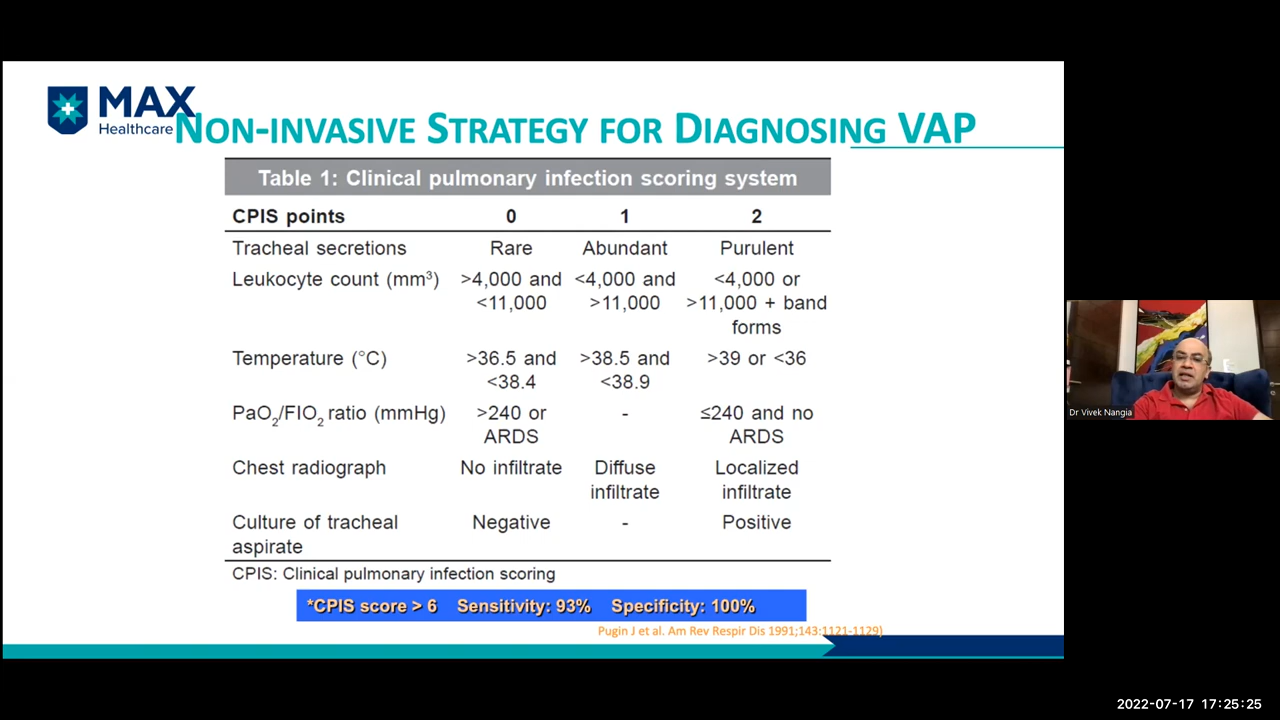 MAX
Healthcare
NON-INVASIVE STRATEGY FOR DIAGNOSING VAP
Table 1: Clinical pulmonary infection scoring system
CPIS points 0 1 2
Tracheal secretions Rare Abundant Purulent
Leukocyte count (mm³) >4,000 and <4,000 and <4,000 or
<11,000 >11,000 >11,000 + band
forms
Temperature (°C) >36.5 and >38.5 and >39 or <36
<38.4 <38.9
PaO₂/FIO₂ ratio (mmHg) >240 or - ≤240 and no
ARDS ARDS
Chest radiograph No infiltrate Diffuse Localized
infiltrate infiltrate
Culture of tracheal Negative - Positive
aspirate
CPIS: Clinical pulmonary infection scoring
*CPIS score > 6 Sensitivity: 93% Specificity: 100%
Pugin J et al. Am Rev Respir Dis 1991;143:1121-1129)
Dr Vivek Nangia
2022-07-17 17:25:25